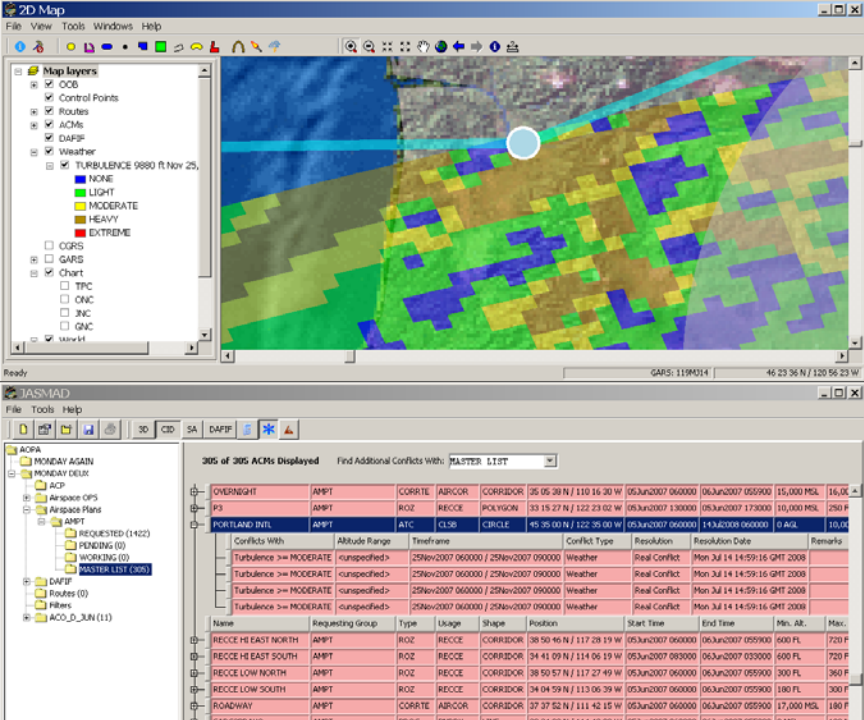 2D Map
File View Tools Windows Help
Map layers
OOB
Control Points
Routes
ACMs
DAFIF
Weather
TURBULENCE 9880 ft Nov 25,
NONE
LIGHT
MODERATE
HEAVY
EXTREME
CGRS
GARS
Chart
TPC
ONC
JNC
GNC
World
Ready GARS: 119MJ14 46 23 36 N / 120 56 23 W
JASMAD
File Tools Help
3D CID SA DAFIF
AOPA
MONDAY AGAIN
MONDAY DEUX
ACP
Airspace OPS
Airspace Plans
AMPT
REQUESTED (1422)
PENDING (0)
WORKING (0)
MASTER LIST (305)
DAFIF
Routes (0)
Filters
ACO_D_JUN (11)
305 of 305 ACMs Displayed Find Additional Conflicts With: MASTER LIST
OVERNIGHT AMPT CORRTE AIRCOR CORRIDOR 35 05 38 N / 110 16 30 W 05Jun2007 060000 06Jun2007 055900 15,000 MSL 16,00
P3 AMPT ROZ RECCE POLYGON 33 15 27 N / 122 23 02 W 05Jun2007 130000 05Jun2007 173000 10,000 MSL 250 F
PORTLAND INTL AMPT ATC CLSB CIRCLE 45 35 00 N / 122 35 00 W 05Jun2007 060000 14Jul2008 060000 0 AGL 10,00
Conflicts With Altitude Range Timeframe Conflict Type Resolution Resolution Date Remarks
Turbulence >= MODERATE <unspecified> 25Nov2007 060000 / 25Nov2007 090000 Weather Real Conflict Mon Jul 14 14:59:16 GMT 2008
Turbulence >= MODERATE <unspecified> 25Nov2007 060000 / 25Nov2007 090000 Weather Real Conflict Mon Jul 14 14:59:16 GMT 2008
Turbulence >= MODERATE <unspecified> 25Nov2007 060000 / 25Nov2007 090000 Weather Real Conflict Mon Jul 14 14:59:16 GMT 2008
Turbulence >= MODERATE <unspecified> 25Nov2007 060000 / 25Nov2007 090000 Weather Real Conflict Mon Jul 14 14:59:16 GMT 2008
Name Requesting Group Type Usage Shape Position Start Time End Time Min. Alt. Max.
RECCE HI EAST NORTH AMPT ROZ RECCE CORRIDOR 38 50 46 N / 117 28 19 W 05Jun2007 060000 06Jun2007 055900 600 FL 720 F
RECCE HI EAST SOUTH AMPT ROZ RECCE CORRIDOR 34 41 09 N / 114 06 19 W 05Jun2007 083000 06Jun2007 033000 600 FL 720 F
RECCE LOW NORTH AMPT ROZ RECCE CORRIDOR 38 50 57 N / 117 27 49 W 05Jun2007 060000 06Jun2007 055900 300 FL 360 F
RECCE LOW SOUTH AMPT ROZ RECCE CORRIDOR 34 04 59 N / 113 06 39 W 05Jun2007 060000 06Jun2007 055900 180 FL 300 F
ROADWAY AMPT CORRTE AIRCOR CORRIDOR 37 37 52 N / 111 42 15 W 05Jun2007 060000 06Jun2007 055900 17,000 MSL 180 F